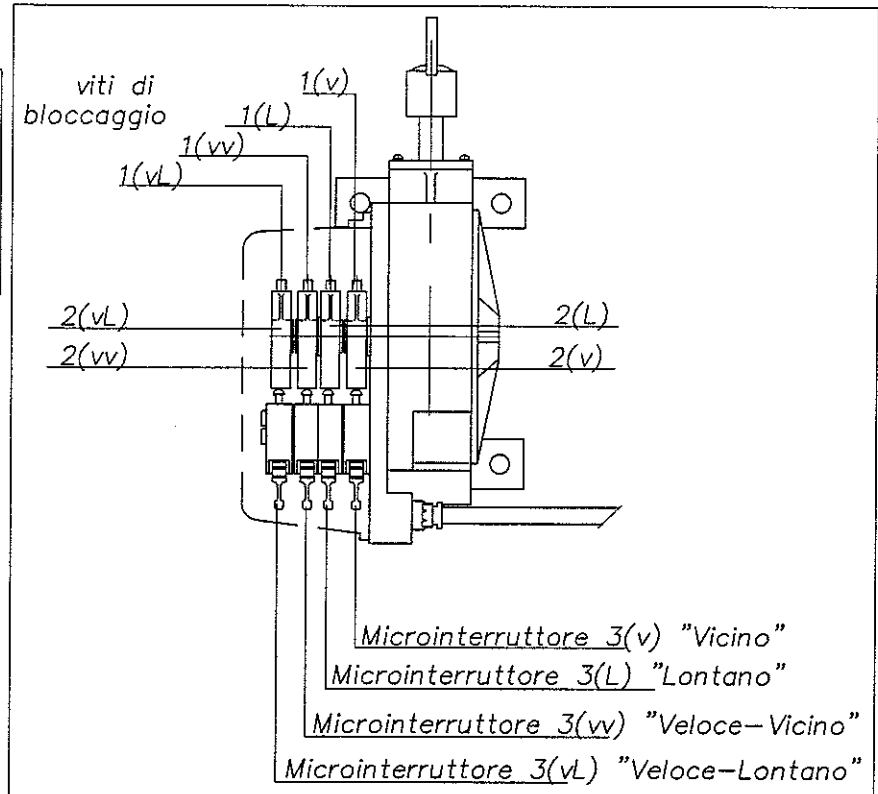 viti di
bloccaggio
1(v)
1(L)
1(vv)
1(vL)
2(vL)
2(L)
2(vv)
2(v)
Microinterruttore 3(v) "Vicino"
Microinterruttore 3(L) "Lontano"
Microinterruttore 3(vv) "Veloce-Vicino"
Microinterruttore 3(vL) "Veloce-Lontano"